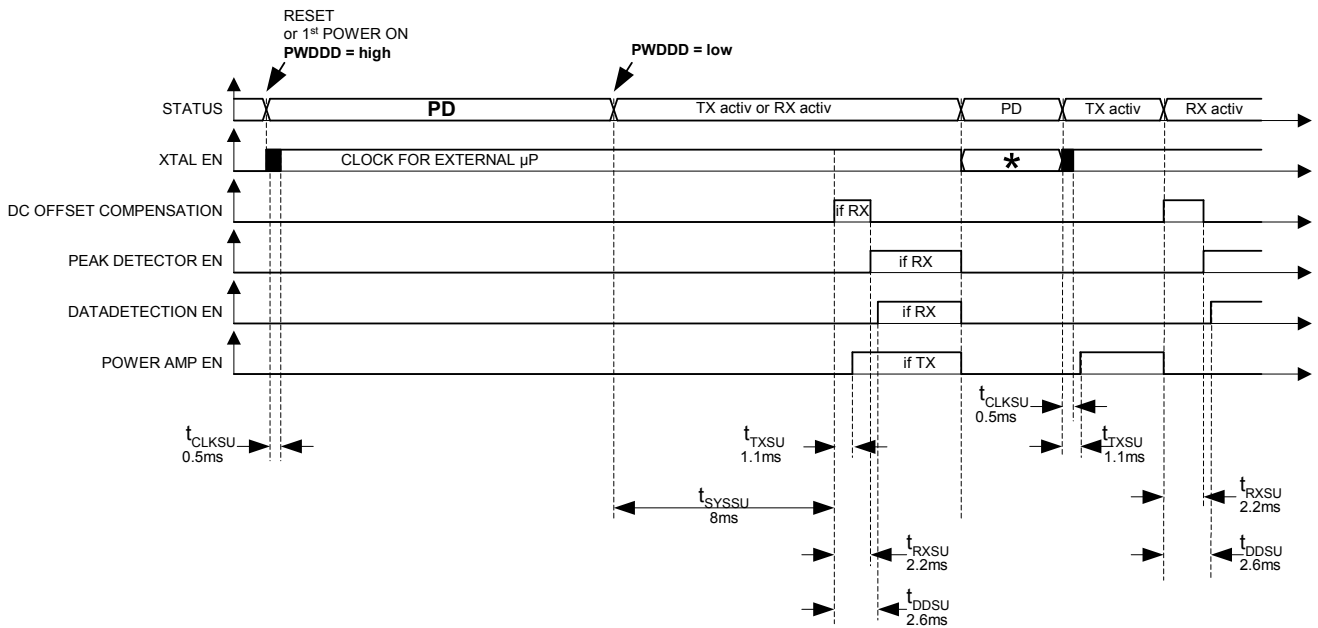 RESET
or 1st POWER ON
PWDDD = high
PWDDD = low
STATUS
PD
TX activ or RX activ
PD
TX activ
RX activ
XTAL EN
CLOCK FOR EXTERNAL µP
*
DC OFFSET COMPENSATION
if RX
PEAK DETECTOR EN
if RX
DATADETECTION EN
if RX
POWER AMP EN
if TX
tCLKSU
0.5ms
tCLKSU
0.5ms
tTXSU
1.1ms
tTXSU
1.1ms
tSYSSU
8ms
tRXSU
2.2ms
tRXSU
2.2ms
tDDSU
2.6ms
tDDSU
2.6ms